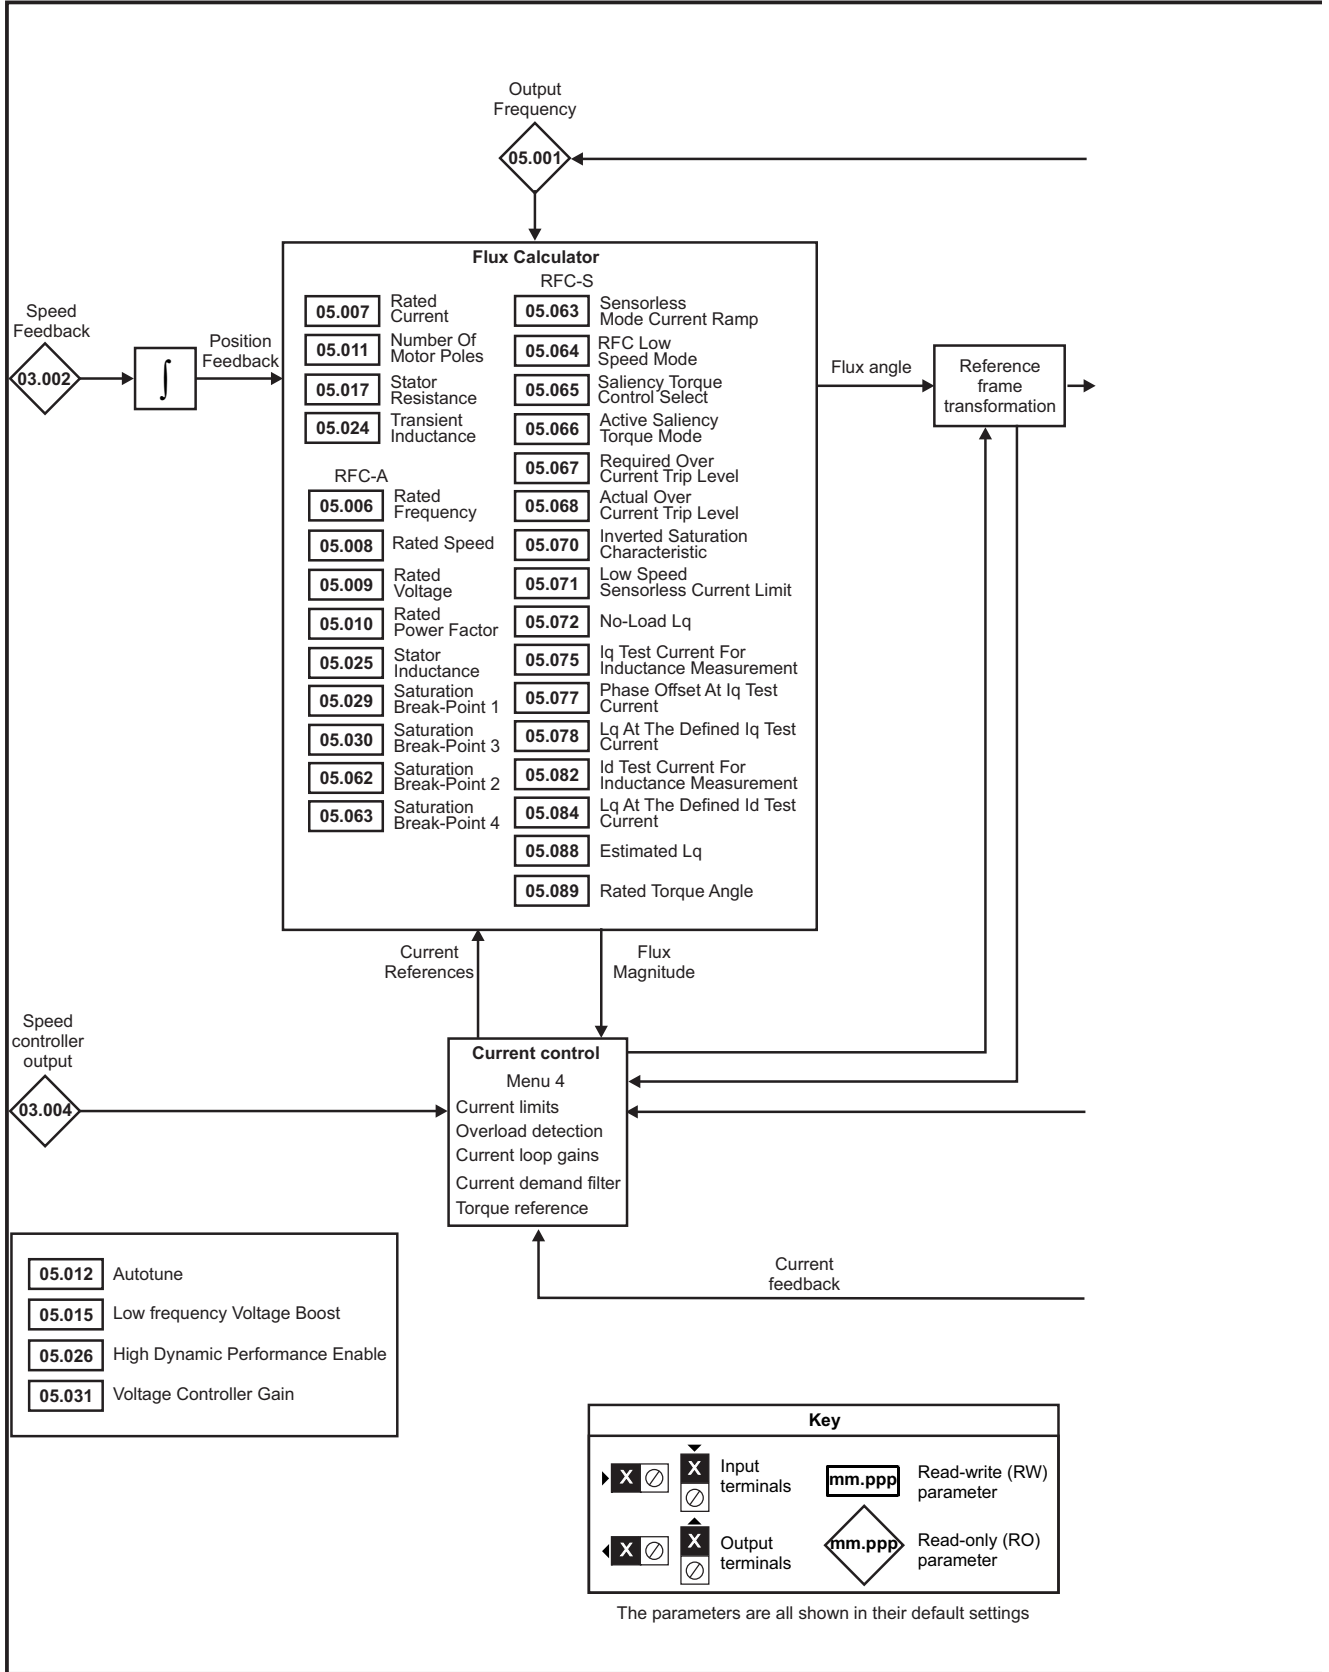 Output
Frequency
05.001
Flux Calculator
RFC-S
05.007 Rated
Current
05.011 Number Of
Motor Poles
05.017 Stator
Resistance
05.024 Transient
Inductance
RFC-A
05.006 Rated
Frequency
05.008 Rated Speed
05.009 Rated
Voltage
05.010 Rated
Power Factor
05.025 Stator
Inductance
05.029 Saturation
Break-Point 1
05.030 Saturation
Break-Point 3
05.062 Saturation
Break-Point 2
05.063 Saturation
Break-Point 4
05.063 Sensorless
Mode Current Ramp
05.064 RFC Low
Speed Mode
05.065 Saliency Torque
Control Select
05.066 Active Saliency
Torque Mode
05.067 Required Over
Current Trip Level
05.068 Actual Over
Current Trip Level
05.070 Inverted Saturation
Characteristic
05.071 Low Speed
Sensorless Current Limit
05.072 No-Load Lq
05.075 Iq Test Current For
Inductance Measurement
05.077 Phase Offset At Iq Test
Current
05.078 Lq At The Defined Iq Test
Current
05.082 Id Test Current For
Inductance Measurement
05.084 Lq At The Defined Id Test
Current
05.088 Estimated Lq
05.089 Rated Torque Angle
Speed
Feedback
03.002
∫
Position
Feedback
Flux angle
Reference
frame
transformation
Current
References
Flux
Magnitude
Speed
controller
output
03.004
Current control
Menu 4
Current limits
Overload detection
Current loop gains
Current demand filter
Torque reference
Current
feedback
05.012 Autotune
05.015 Low frequency Voltage Boost
05.026 High Dynamic Performance Enable
05.031 Voltage Controller Gain
Key
X X Input
terminals
mm.ppp Read-write (RW)
parameter
X X Output
terminals
mm.ppp Read-only (RO)
parameter
The parameters are all shown in their default settings